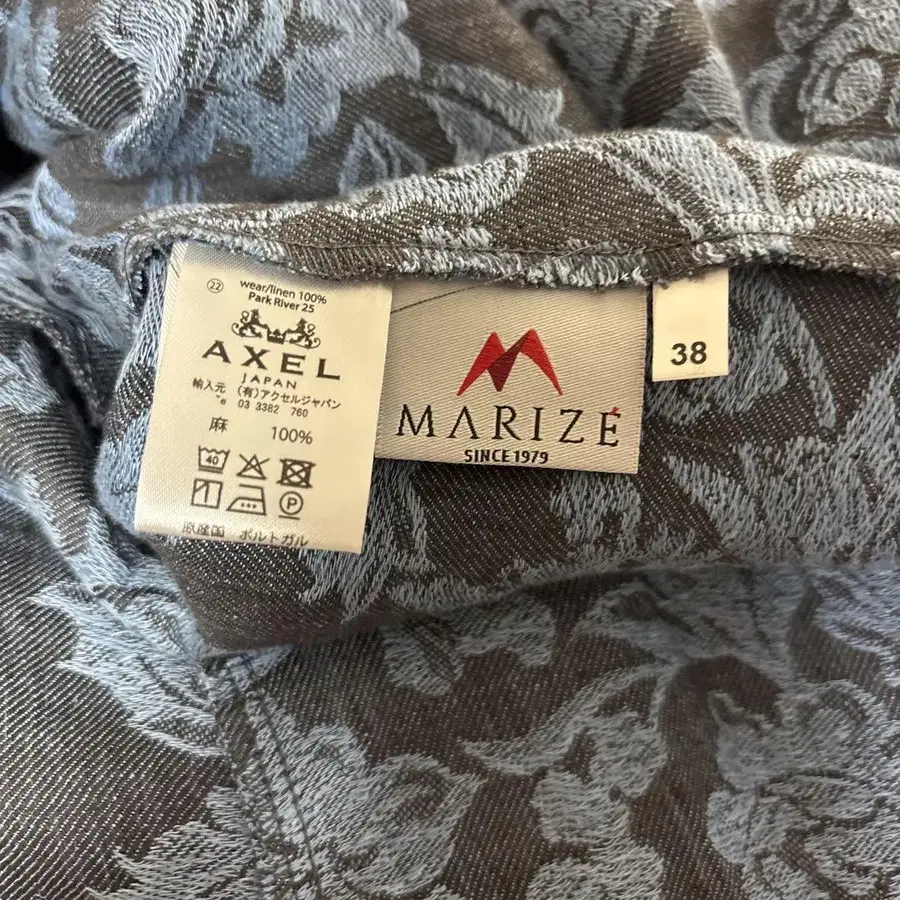 22
wear/linen 100%
Park River 25
AXEL
JAPAN
輸入元 (有)アクセルジャパン
℡ 03 3382 760
麻 100%
40
P
原産国 ポルトガル
MARIZÉ
SINCE 1979
38